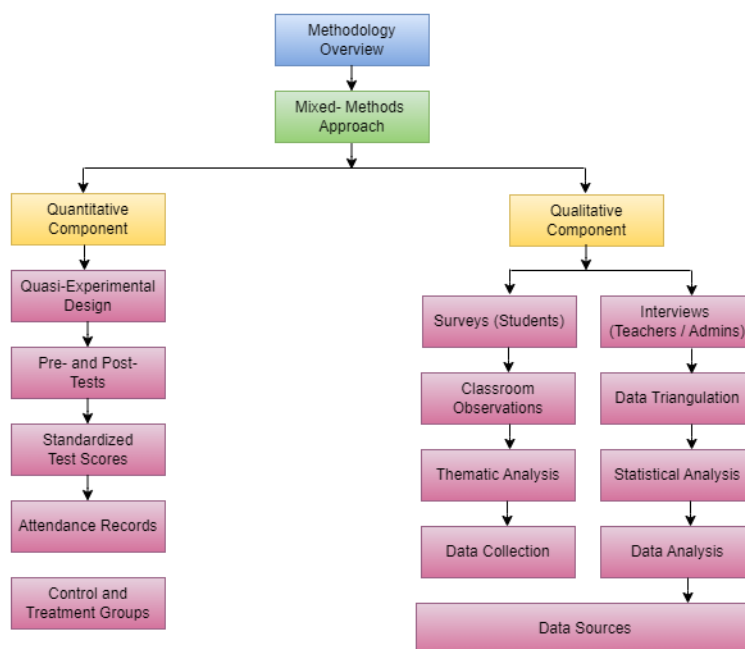 Methodology
Overview
Mixed- Methods
Approach
Quantitative
Component
Quasi-Experimental
Design
Pre- and Post-
Tests
Standardized
Test Scores
Attendance Records
Control and
Treatment Groups
Qualitative
Component
Surveys (Students)
Classroom
Observations
Thematic Analysis
Data Collection
Interviews
(Teachers / Admins)
Data Triangulation
Statistical Analysis
Data Analysis
Data Sources